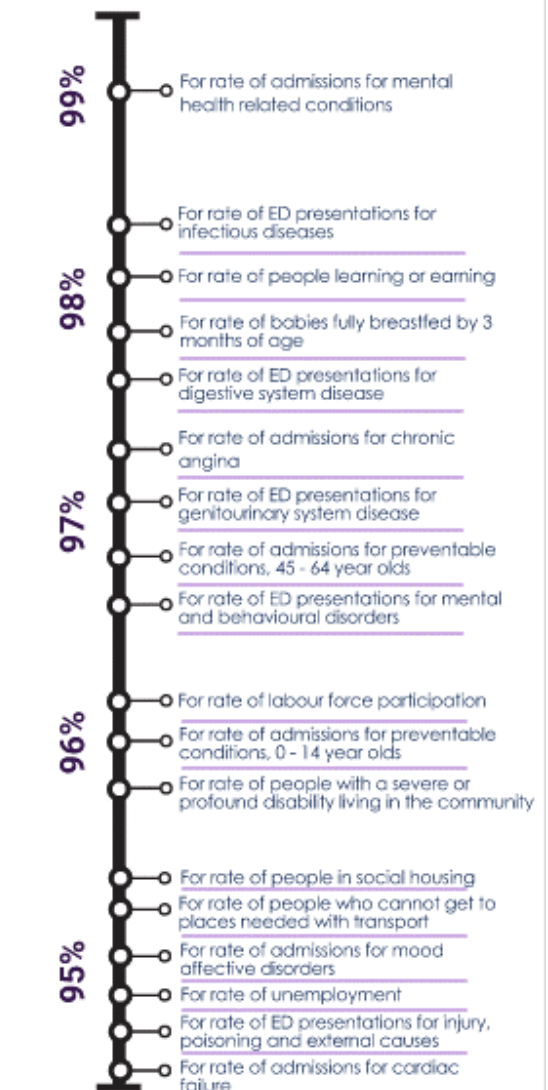 99%
For rate of admissions for mental
health related conditions
98%
For rate of ED presentations for
infectious diseases
For rate of people learning or earning
For rate of babies fully breastfed by 3
months of age
For rate of ED presentations for
digestive system disease
97%
For rate of admissions for chronic
angina
For rate of ED presentations for
genitourinary system disease
For rate of admissions for preventable
conditions, 45 - 64 year olds
For rate of ED presentations for mental
and behavioural disorders
96%
For rate of labour force participation
For rate of admissions for preventable
conditions, 0 - 14 year olds
For rate of people with a severe or
profound disability living in the community
95%
For rate of people in social housing
For rate of people who cannot get to
places needed with transport
For rate of admissions for mood
affective disorders
For rate of unemployment
For rate of ED presentations for injury,
poisoning and external causes
For rate of admissions for cardiac
failure